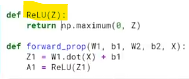 def ReLU(Z):
    return np.maximum(0, Z)
def forward_prop(W1, b1, W2, b2, X):
    Z1 = W1.dot(X) + b1
    A1 = ReLU(Z1)